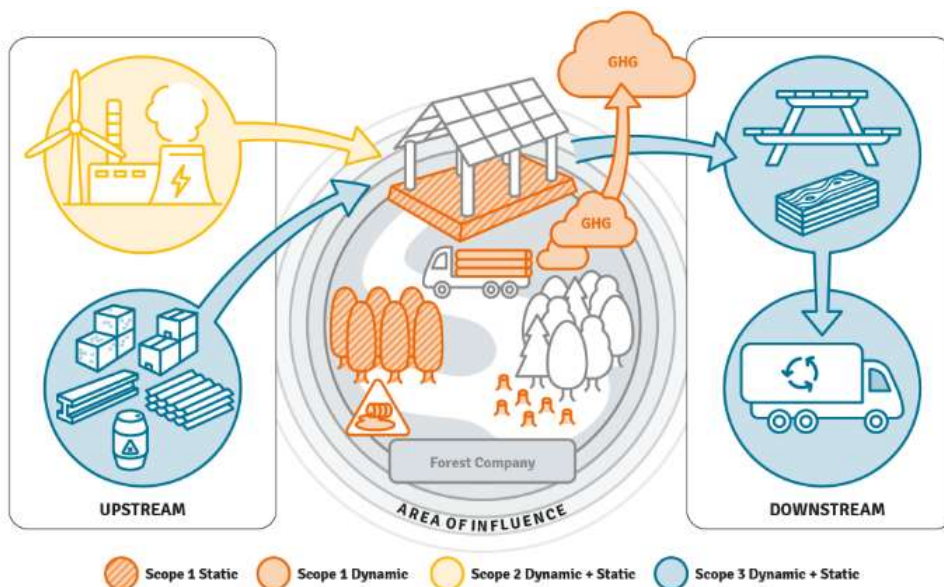 GHG
GHG
Forest Company
UPSTREAM
AREA OF INFLUENCE
DOWNSTREAM
Scope 1 Static
Scope 1 Dynamic
Scope 2 Dynamic + Static
Scope 3 Dynamic + Static